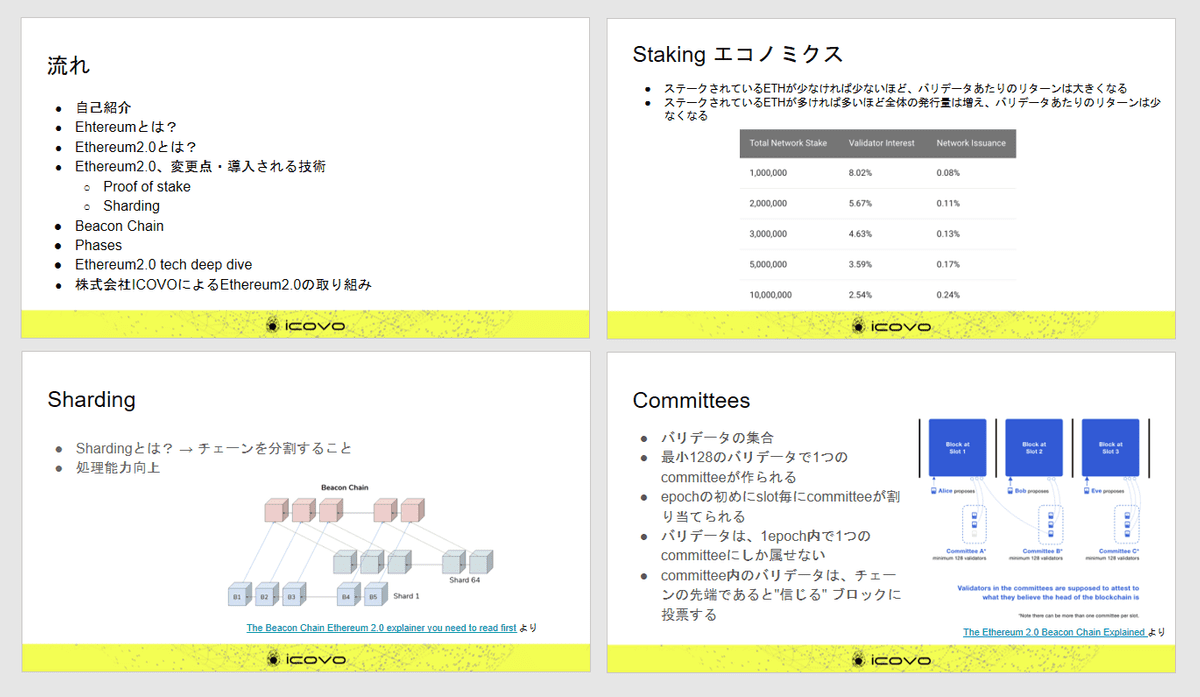 流れ
● 自己紹介
● Ehtereumとは？
● Ethereum2.0とは？
● Ethereum2.0、変更点・導入される技術
○ Proof of stake
○ Sharding
● Beacon Chain
● Phases
● Ethereum2.0 tech deep dive
● 株式会社ICOVOによるEthereum2.0の取り組み
icovo
Staking エコノミクス
● ステークされているETHが少なければ少ないほど、バリデータあたりのリターンは大きくなる
● ステークされているETHが多ければ多いほど全体の発行量は増え、バリデータあたりのリターンは少
なくなる
Total Network Stake Validator Interest Network Issuance
1,000,000 8.02% 0.08%
2,000,000 5.67% 0.11%
3,000,000 4.63% 0.13%
5,000,000 3.59% 0.17%
10,000,000 2.54% 0.24%
icovo
Sharding
● Shardingとは？ → チェーンを分割すること
● 処理能力向上
Beacon Chain
Shard 64
B1 B2 B3 B4 B5 Shard 1
The Beacon Chain Ethereum 2.0 explainer you need to read first より
icovo
Committees
● バリデータの集合
● 最小128のバリデータで1つの
committeeが作られる
● epochの初めにslot毎にcommitteeが割
り当てられる
● バリデータは、1epoch内で1つの
committeeにしか属せない
● committee内のバリデータは、チェー
ンの先端であると"信じる" ブロックに
投票する
Block at Slot 1 Block at Slot 2 Block at Slot 3
Alice proposes Bob proposes Eve proposes
Committee A* Committee B* Committee C*
minimum 128 validators minimum 128 validators minimum 128 validators
Validators in the committees are supposed to attest to
what they believe the head of the blockchain is
*Note there can be more than one committee per slot.
The Ethereum 2.0 Beacon Chain Explained より
icovo